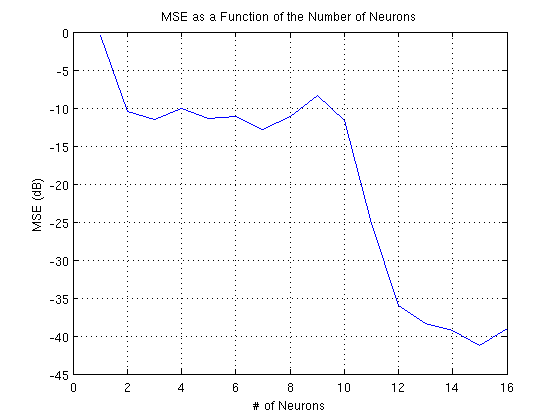 MSE as a Function of the Number of Neurons
0
-5
-10
-15
-20
-25
-30
-35
-40
-45
MSE (dB)
0 2 4 6 8 10 12 14 16
# of Neurons